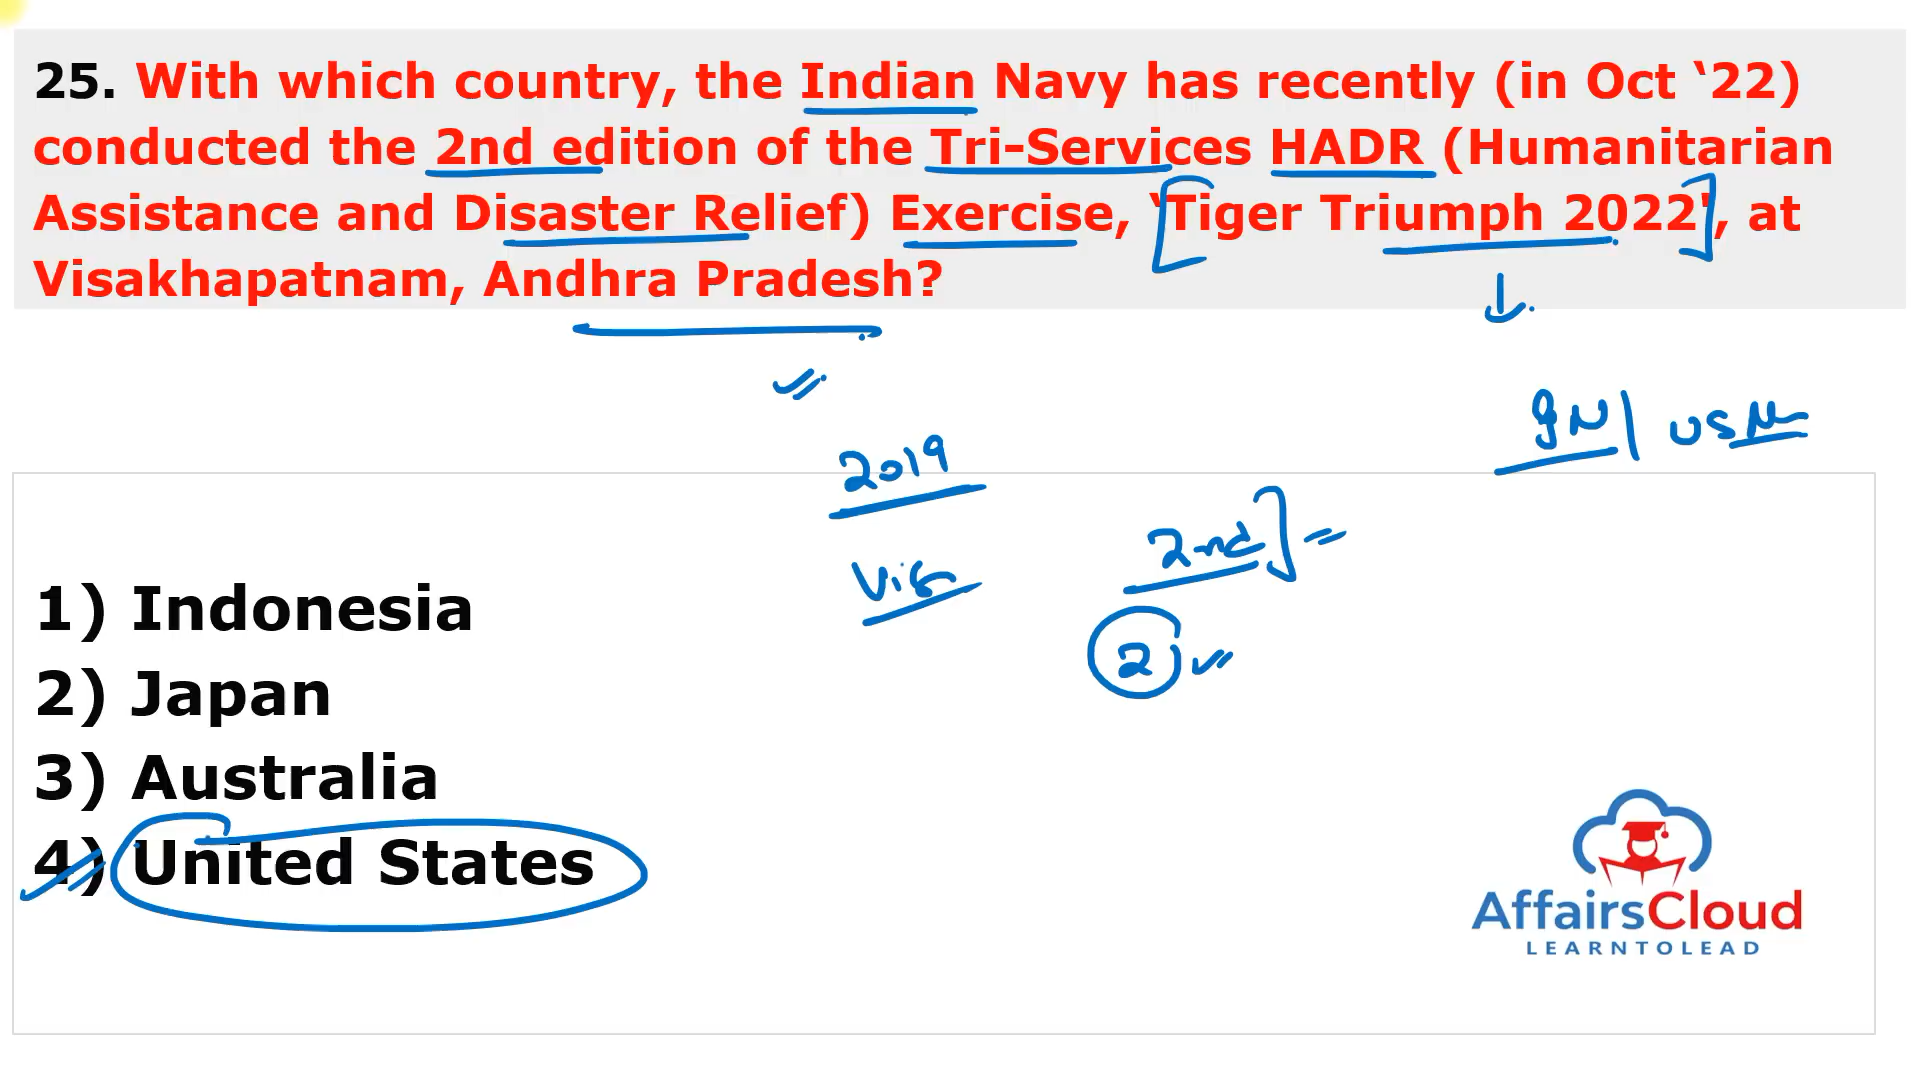 25. With which country, the Indian Navy has recently (in Oct ‘22)
conducted the 2nd edition of the Tri-Services HADR (Humanitarian
Assistance and Disaster Relief) Exercise, ‘Tiger Triumph 2022’, at
Visakhapatnam, Andhra Pradesh?
IN | USN
2019
2nd]=
2
1) Indonesia
2) Japan
3) Australia
4) United States
AffairsCloud
LEARNTOLEAD